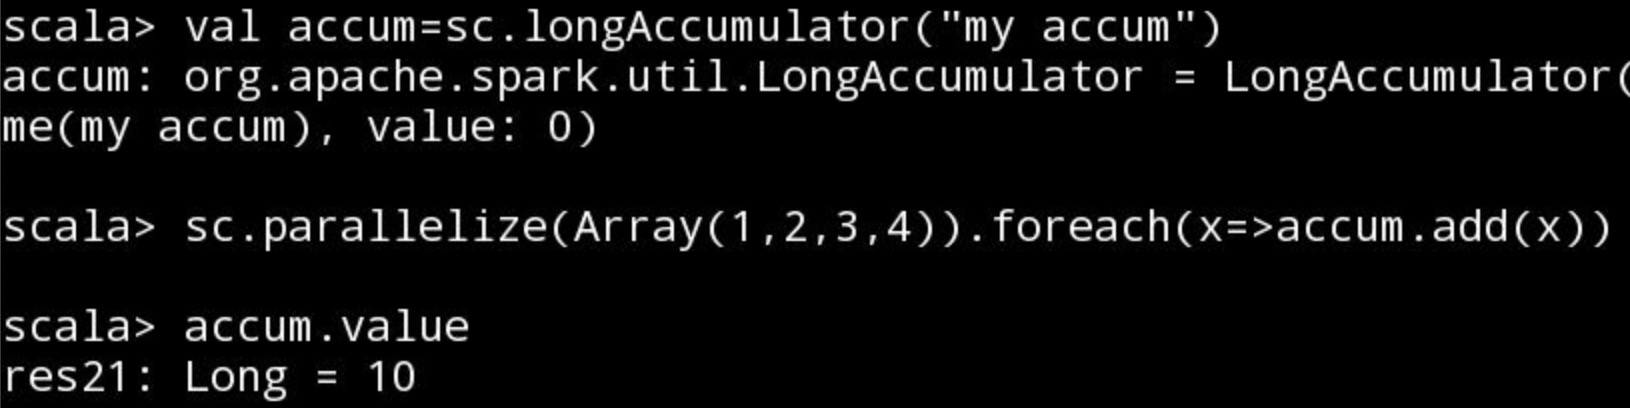 scala> val accum=sc.longAccumulator("my accum")
accum: org.apache.spark.util.LongAccumulator = LongAccumulator(
me(my accum), value: 0)
scala> sc.parallelize(Array(1,2,3,4)).foreach(x=>accum.add(x))
scala> accum.value
res21: Long = 10